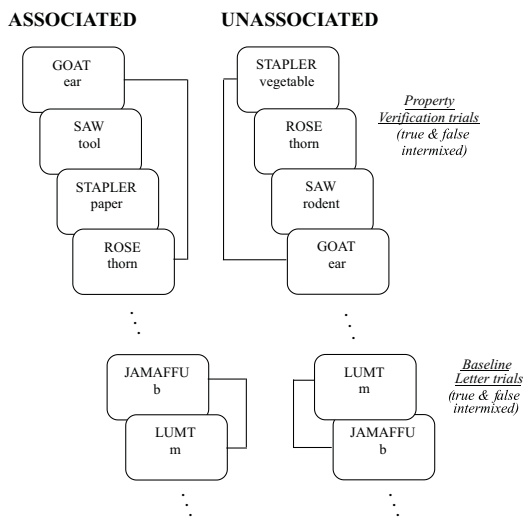 ASSOCIATED
UNASSOCIATED
GOAT
ear
SAW
tool
STAPLER
paper
ROSE
thorn
STAPLER
vegetable
ROSE
thorn
SAW
rodent
GOAT
ear
Property
Verification trials
(true & false
intermixed)
JAMAFFU
b
LUMT
m
LUMT
m
JAMAFFU
b
Baseline
Letter trials
(true & false
intermixed)